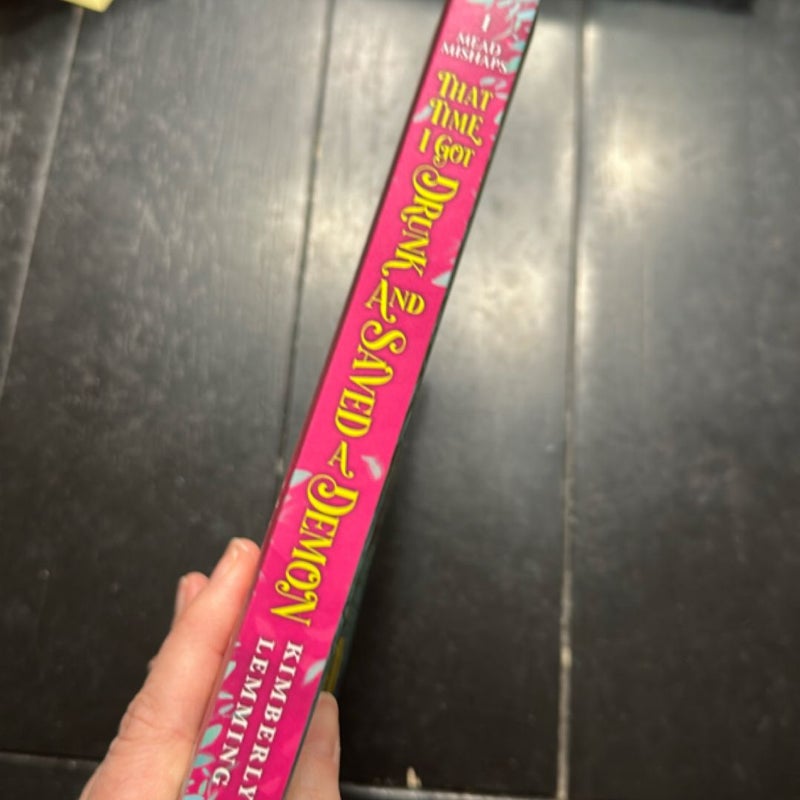 1
MEAD
MISHAPS
THAT
TIME
I GOT
DRUNK
AND
SAVED
A
DEMON
KIMBERLY
LEMMING